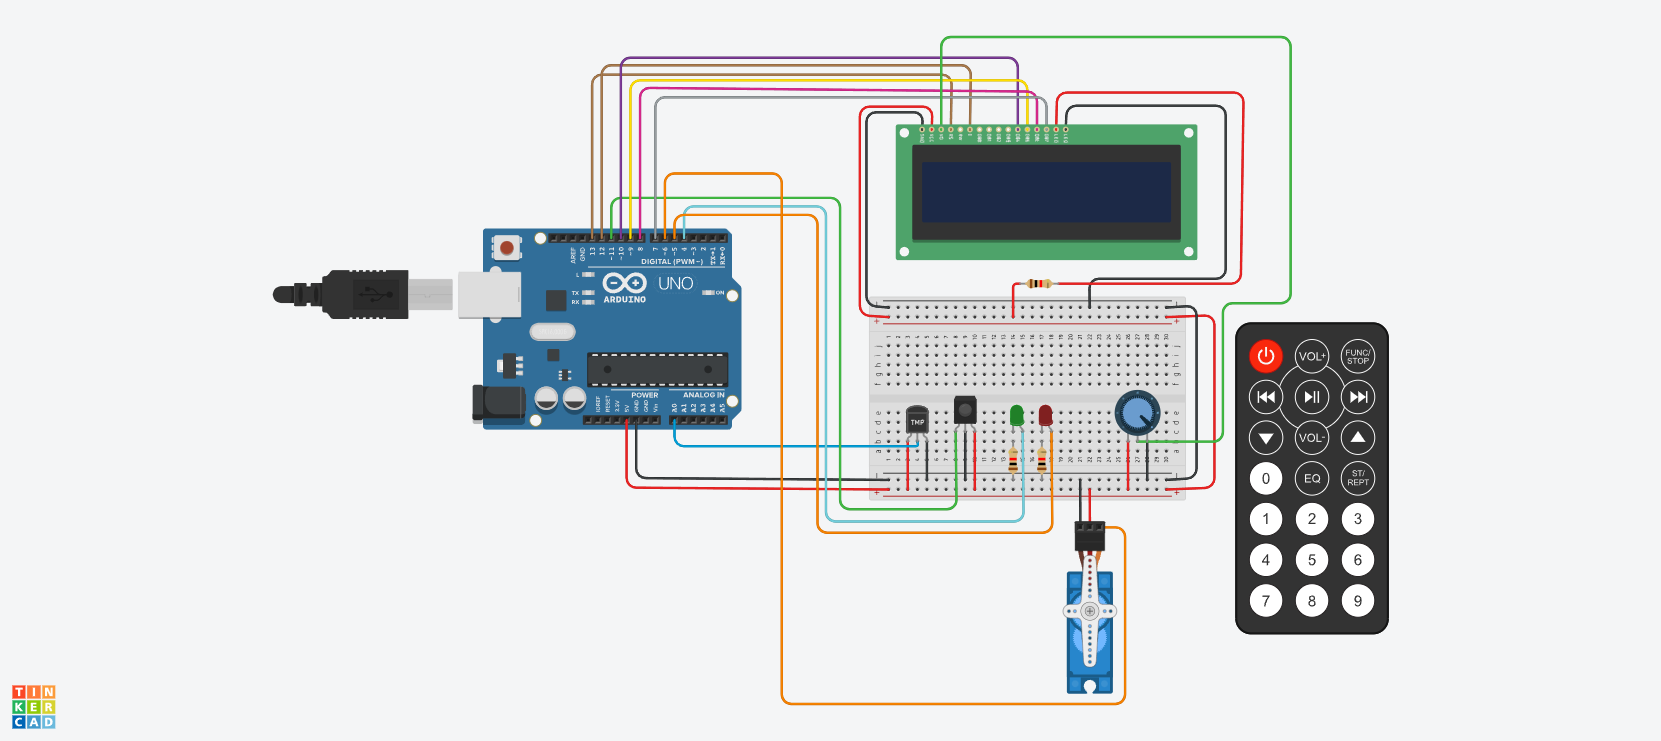 AREF
GND
13
12
~11
~10
~9
8
7
~6
~5
4
~3
2
TX→1
RX←0
DIGITAL (PWM~)
L
TX
RX
ARDUINO
UNO
ON
POWER
ANALOG IN
IOREF
RESET
3.3V
5V
GND
GND
Vin
A0
A1
A2
A3
A4
A5
TMP
VOL+
FUNC/
STOP
VOL-
0
EQ
ST/
REPT
1
2
3
4
5
6
7
8
9
TIN
KER
CAD